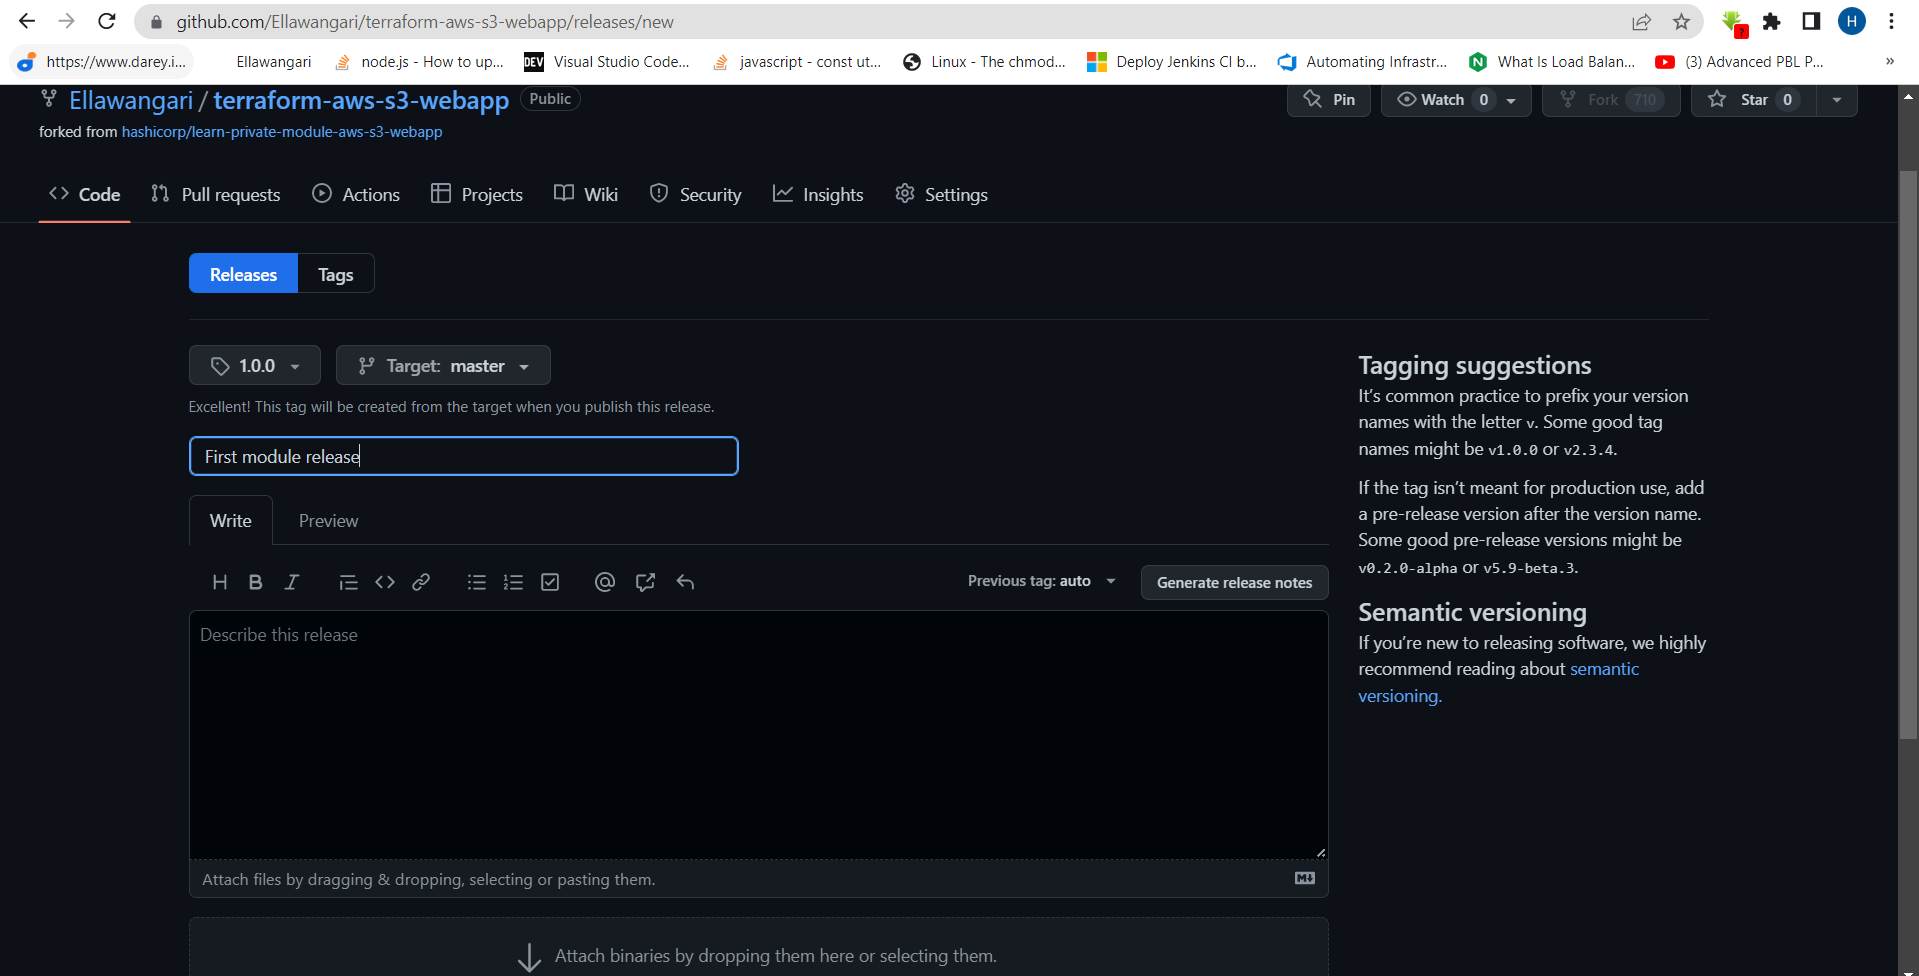 github.com/Ellawangari/terraform-aws-s3-webapp/releases/new
?
H
https://www.darey.i... Ellawangari node.js - How to up... DEV Visual Studio Code... javascript - const ut... Linux - The chmod... Deploy Jenkins CI b... Automating Infrastr... N What Is Load Balan... (3) Advanced PBL P... »
Ellawangari / terraform-aws-s3-webapp Public
Pin Watch 0 Fork 710 Star 0
forked from hashicorp/learn-private-module-aws-s3-webapp
Code Pull requests Actions Projects Wiki Security Insights Settings
Releases Tags
1.0.0 Target: master
Excellent! This tag will be created from the target when you publish this release.
First module release
Write Preview
H B I @ Previous tag: auto Generate release notes
Describe this release
Attach files by dragging & dropping, selecting or pasting them.
Attach binaries by dropping them here or selecting them.
Tagging suggestions
It’s common practice to prefix your version
names with the letter v. Some good tag
names might be v1.0.0 or v2.3.4.
If the tag isn’t meant for production use, add
a pre-release version after the version name.
Some good pre-release versions might be
v0.2.0-alpha or v5.9-beta.3.
Semantic versioning
If you’re new to releasing software, we highly
recommend reading about semantic
versioning.